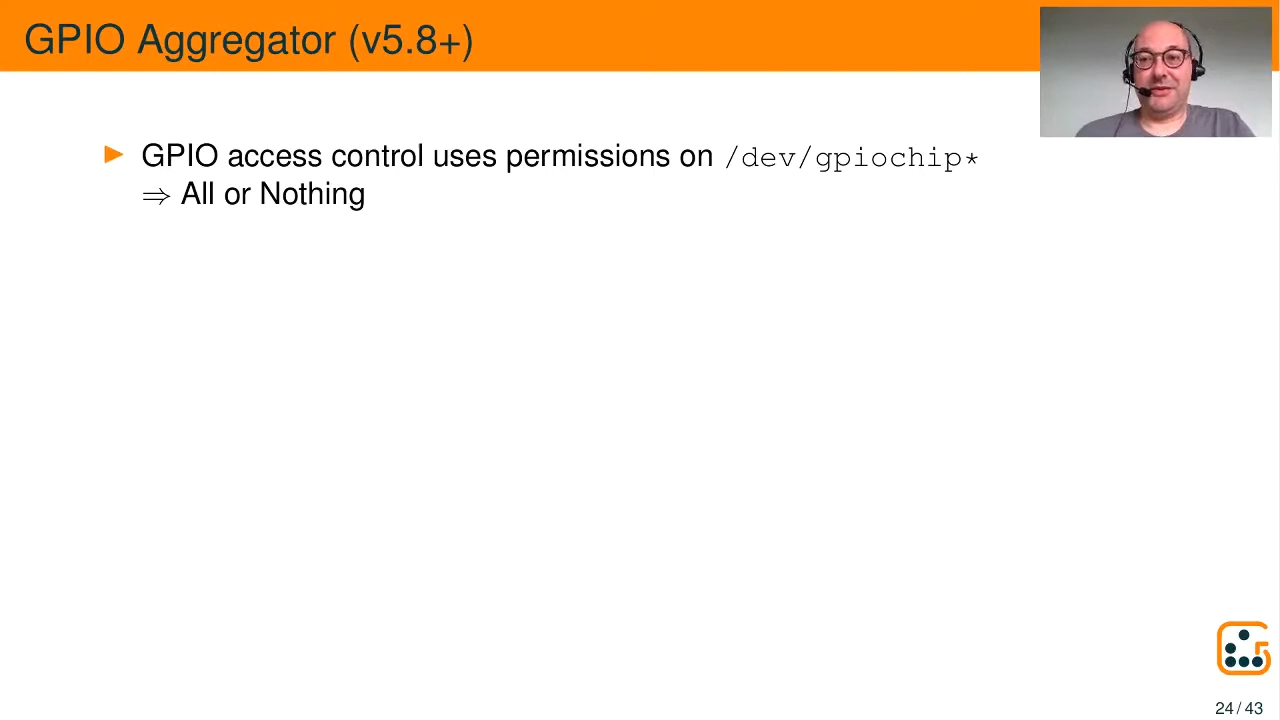 GPIO Aggregator (v5.8+)
GPIO access control uses permissions on /dev/gpiochip*
⇒ All or Nothing
24 / 43